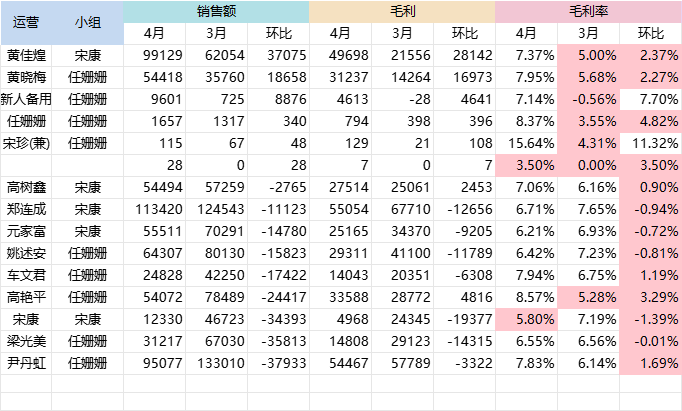 运营 小组 销售额 毛利 毛利率
4月 3月 环比 4月 3月 环比 4月 3月 环比
黄佳煌 宋康 99129 62054 37075 49698 21556 28142 7.37% 5.00% 2.37%
黄晓梅 任姗姗 54418 35760 18658 31237 14264 16973 7.95% 5.68% 2.27%
新人备用 任姗姗 9601 725 8876 4613 -28 4641 7.14% -0.56% 7.70%
任姗姗 任姗姗 1657 1317 340 794 398 396 8.37% 3.55% 4.82%
宋珍(兼) 任姗姗 115 67 48 129 21 108 15.64% 4.31% 11.32%
28 0 28 7 0 7 3.50% 0.00% 3.50%
高树鑫 宋康 54494 57259 -2765 27514 25061 2453 7.06% 6.16% 0.90%
郑连成 宋康 113420 124543 -11123 55054 67710 -12656 6.71% 7.65% -0.94%
元家富 宋康 55511 70291 -14780 25165 34370 -9205 6.21% 6.93% -0.72%
姚述安 任姗姗 64307 80130 -15823 29311 41100 -11789 6.42% 7.23% -0.81%
车文君 任姗姗 24828 42250 -17422 14043 20351 -6308 7.94% 6.75% 1.19%
高艳平 任姗姗 54072 78489 -24417 33588 28772 4816 8.57% 5.28% 3.29%
宋康 宋康 12330 46723 -34393 4968 24345 -19377 5.80% 7.19% -1.39%
梁光美 任姗姗 31217 67030 -35813 14808 29123 -14315 6.55% 6.56% -0.01%
尹丹虹 任姗姗 95077 133010 -37933 54467 57789 -3322 7.83% 6.14% 1.69%